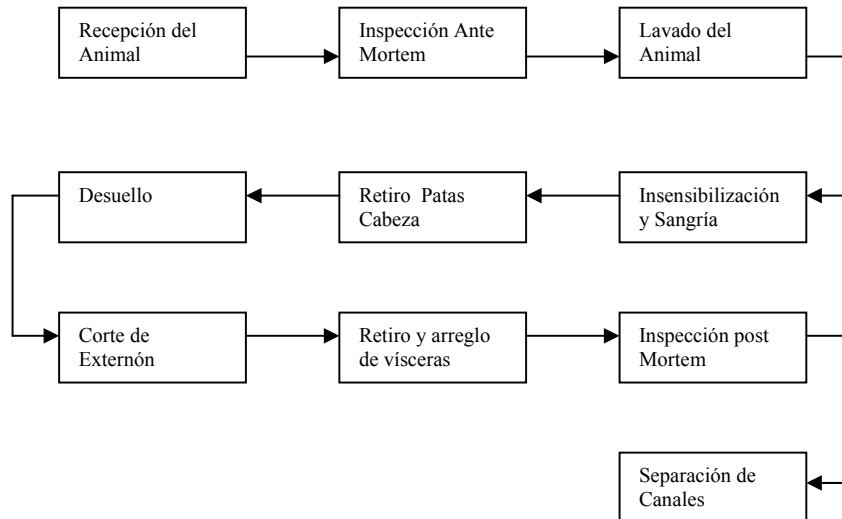 Recepción del
Animal
Inspección Ante
Mortem
Lavado del
Animal
Insensibilización
y Sangría
Retiro Patas
Cabeza
Desuello
Corte de
Externón
Retiro y arreglo
de vísceras
Inspección post
Mortem
Separación de
Canales